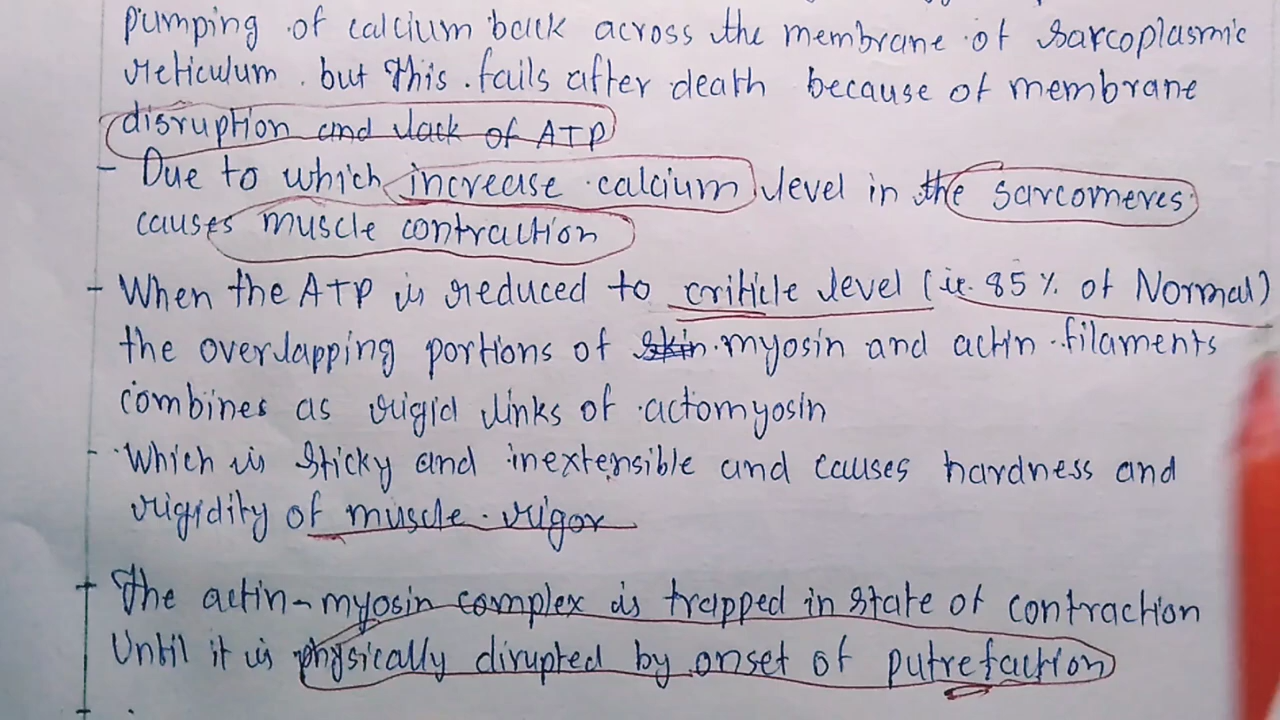 pumping of calcium back across the membrane of sarcoplasmic
reticulum. but this fails after death because of membrane
disruption and lack of ATP
- Due to which increase calcium level in the sarcomeres.
causes muscle contraction
- When the ATP is reduced to criticle level (ie. 85% of Normal)
the overlapping portions of skin myosin and actin filaments
combines as rigid links of actomyosin
- Which is sticky and inextensible and causes hardness and
rigidity of muscle rigor
- The actin-myosin complex is trapped in state of contraction
Until it is physically dirupted by onset of putrefaction